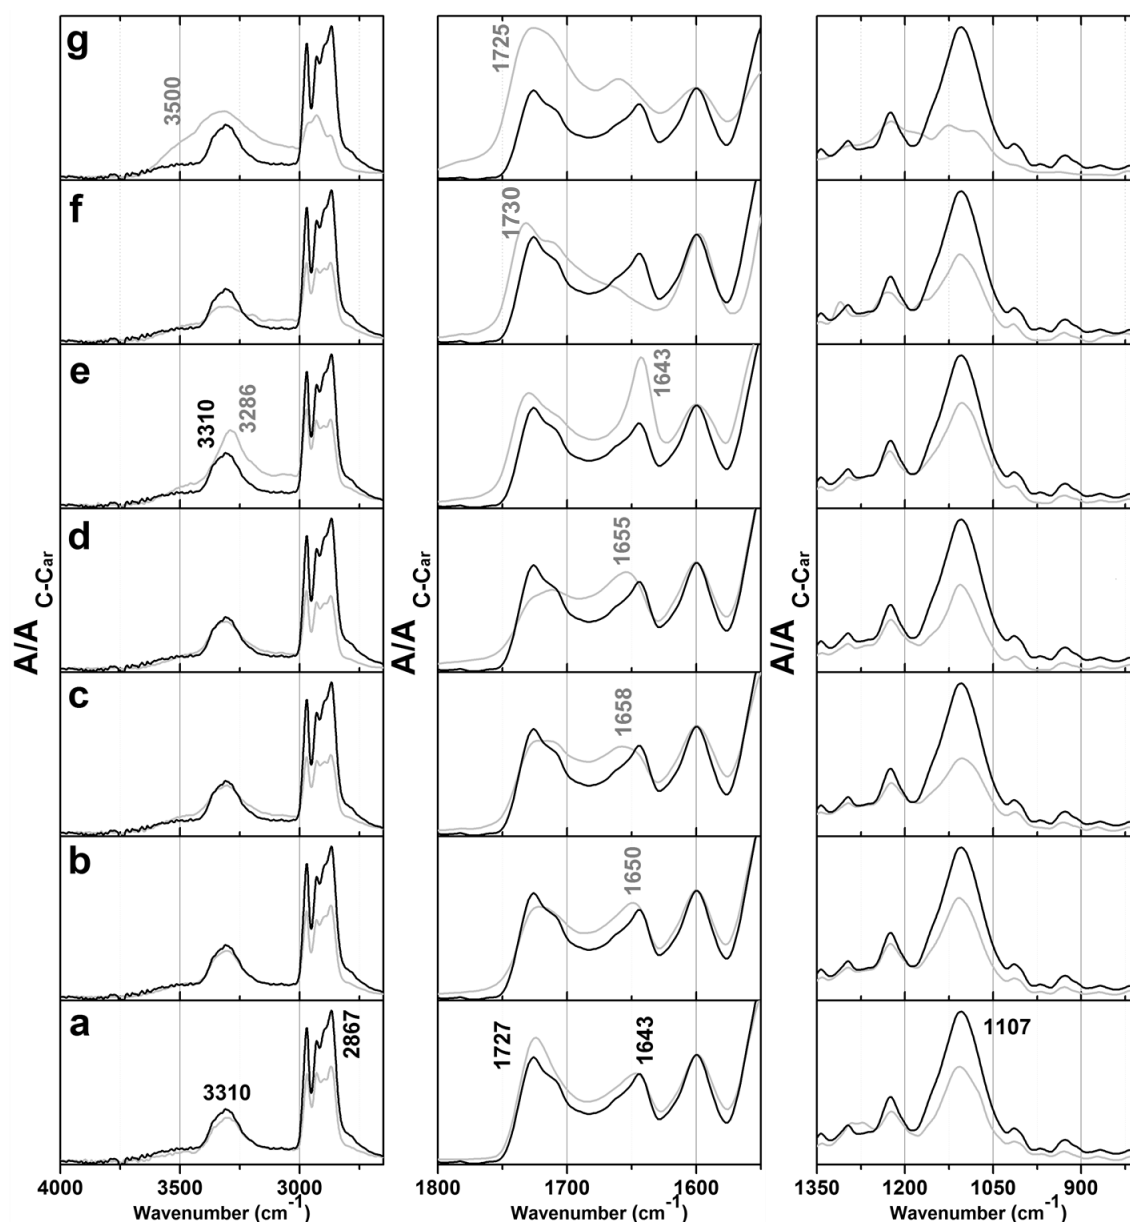 g
3500
1725
f
1730
e
3310
3286
1643
d
1655
c
1658
b
1650
a
3310
2867
1727
1643
1107
A/A C-Car
A/A C-Car
A/A C-Car
4000 3500 3000
1800 1700 1600
1350 1200 1050 900
Wavenumber (cm-1)
Wavenumber (cm-1)
Wavenumber (cm-1)